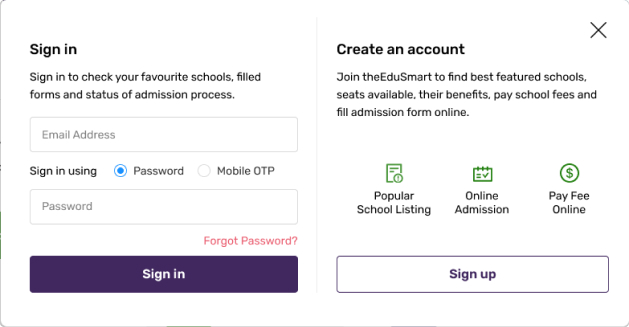 Sign in
Sign in to check your favourite schools, filled
forms and status of admission process.
Email Address
Sign in using Password Mobile OTP
Password
Forgot Password?
Sign in
Create an account
Join theEduSmart to find best featured schools,
seats available, their benefits, pay school fees and
fill admission form online.
Popular
School Listing
Online
Admission
Pay Fee
Online
Sign up